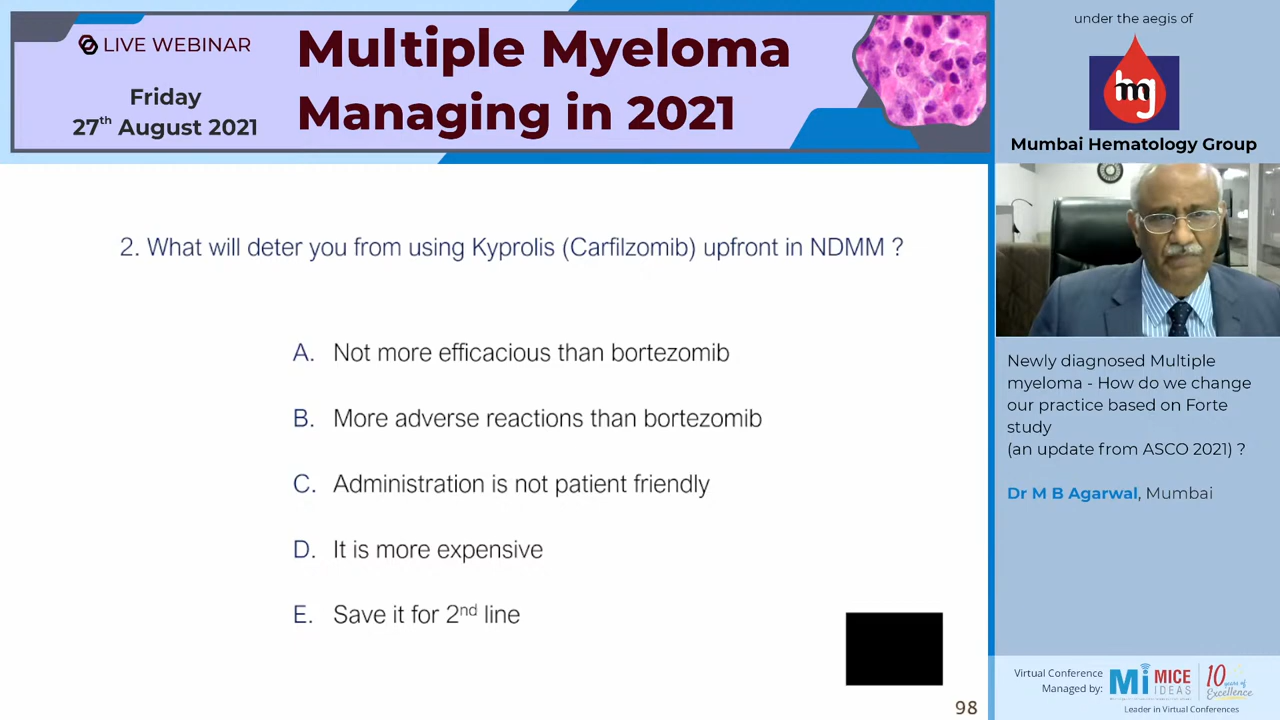 LIVE WEBINAR
Friday
27th August 2021
Multiple Myeloma
Managing in 2021
2. What will deter you from using Kyprolis (Carfilzomib) upfront in NDMM ?
A. Not more efficacious than bortezomib
B. More adverse reactions than bortezomib
C. Administration is not patient friendly
D. It is more expensive
E. Save it for 2nd line
98
under the aegis of
hmg
Mumbai Hematology Group
Newly diagnosed Multiple
myeloma - How do we change
our practice based on Forte
study
(an update from ASCO 2021) ?
Dr M B Agarwal, Mumbai
Virtual Conference
Managed by:
Mi MICE
IDEAS
10 years of
Excellence
Leader in Virtual Conferences